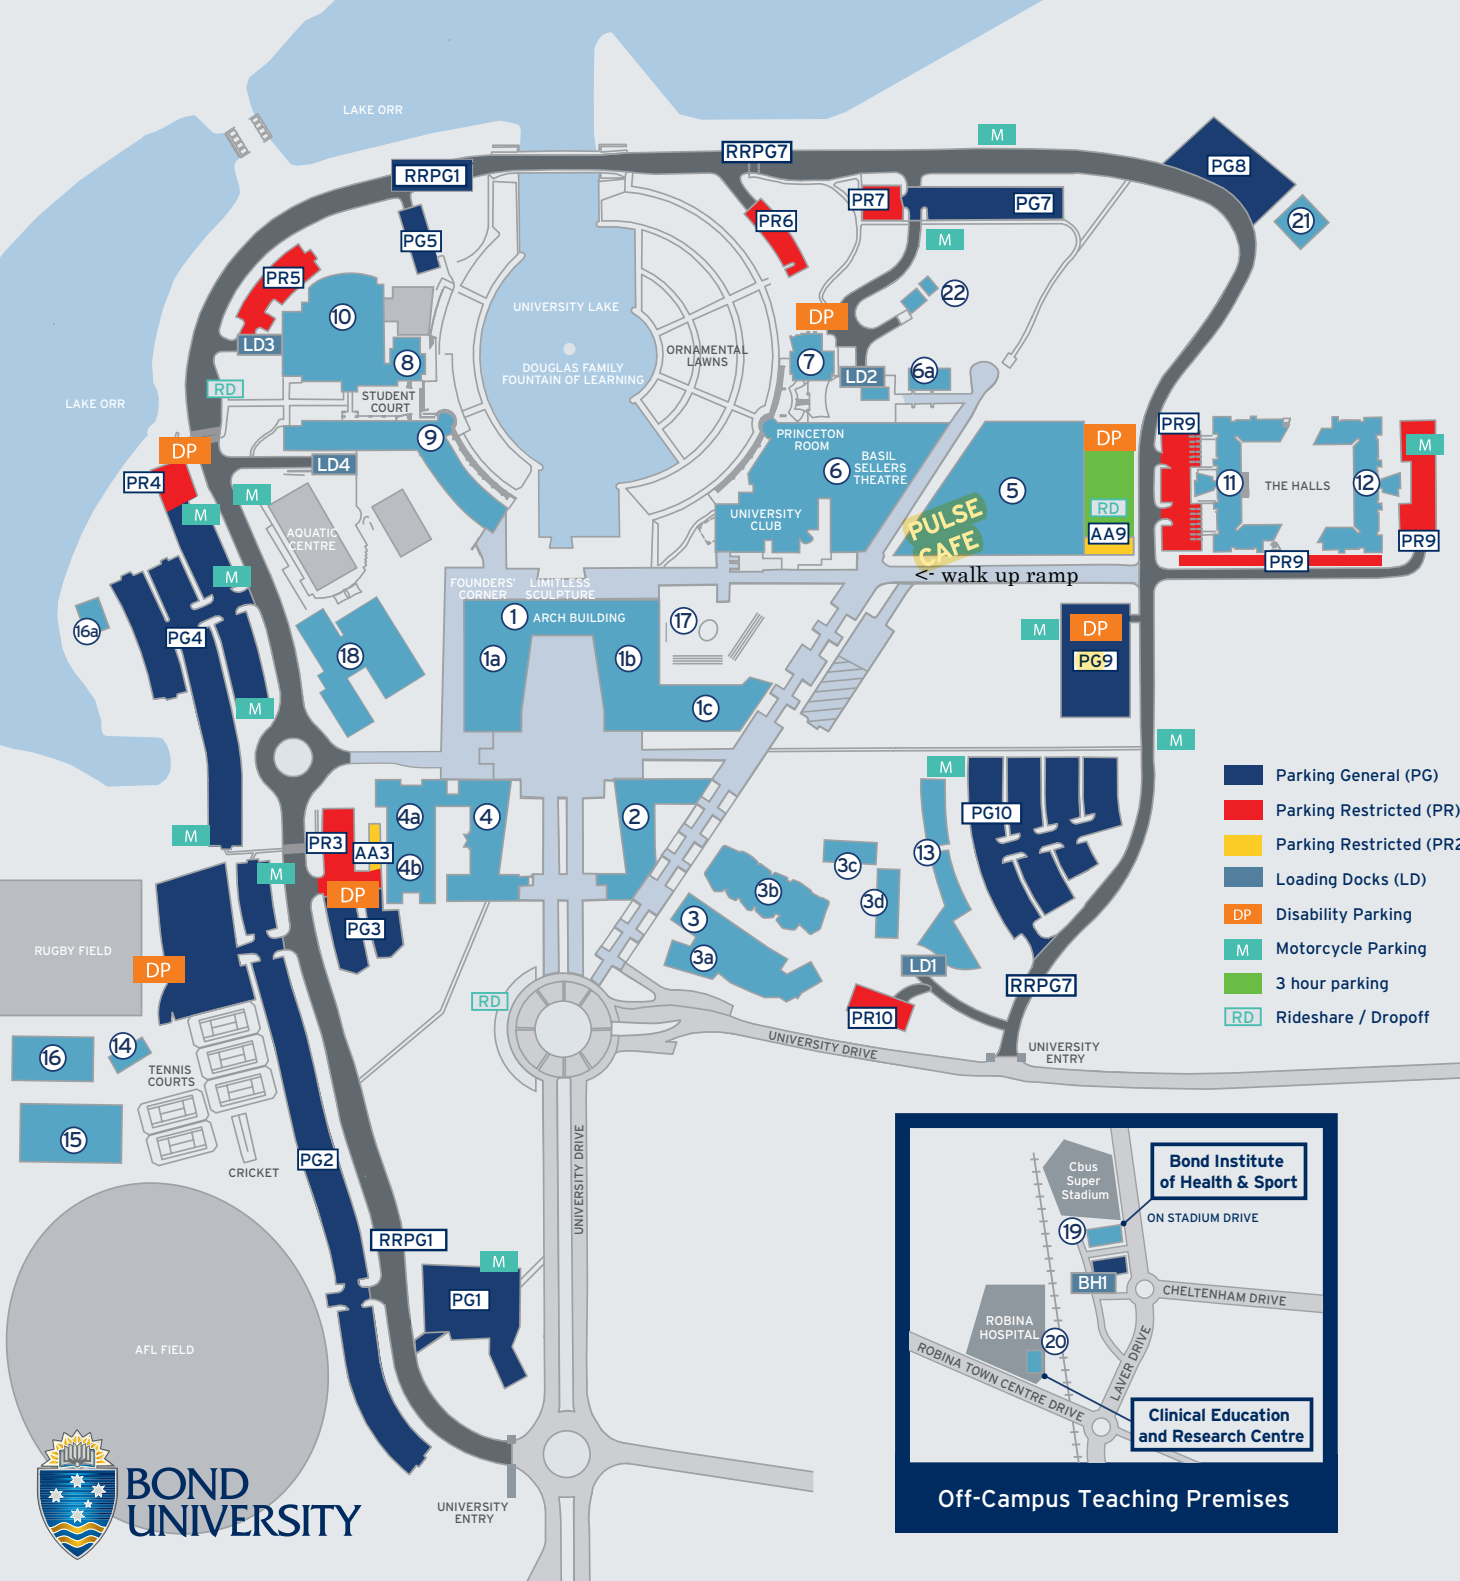 LAKE ORR
M
RRPG7
RRPG1
PG8
PR7
PG7
PR6
21
PG5
M
PR5
22
UNIVERSITY LAKE
DP
10
LD3
8
ORNAMENTAL
LAWNS
7
DOUGLAS FAMILY
FOUNTAIN OF LEARNING
LD2
6a
RD
STUDENT
COURT
LAKE ORR
9
PRINCETON
ROOM
DP
PR9
M
DP
LD4
6
BASIL
SELLERS
THEATRE
PR4
M
5
11
THE HALLS
12
M
UNIVERSITY
CLUB
PULSE
CAFE
RD
AA9
AQUATIC
CENTRE
PR9
PR9
<- walk up ramp
M
FOUNDERS'
CORNER
LIMITLESS
SCULPTURE
1
ARCH BUILDING
17
16a
PG4
M
DP
PG9
18
1a
1b
M
1c
M
M
PG10
Parking General (PG)
Parking Restricted (PR)
Parking Restricted (PR2
Loading Docks (LD)
DP
Disability Parking
M
Motorcycle Parking
3 hour parking
RD
Rideshare / Dropoff
M
4a
4
2
PR3
AA3
4b
M
DP
PG3
13
3c
3b
3d
3
3a
RUGBY FIELD
DP
LD1
RRPG7
RD
PR10
UNIVERSITY DRIVE
UNIVERSITY
ENTRY
16
14
TENNIS
COURTS
15
CRICKET
PG2
UNIVERSITY DRIVE
RRPG1
M
PG1
AFL FIELD
BOND
UNIVERSITY
UNIVERSITY
ENTRY
Cbus
Super
Stadium
Bond Institute
of Health & Sport
ON STADIUM DRIVE
19
BH1
CHELTENHAM DRIVE
ROBINA
HOSPITAL
20
LAVER DRIVE
ROBINA TOWN CENTRE DRIVE
Clinical Education
and Research Centre
Off-Campus Teaching Premises